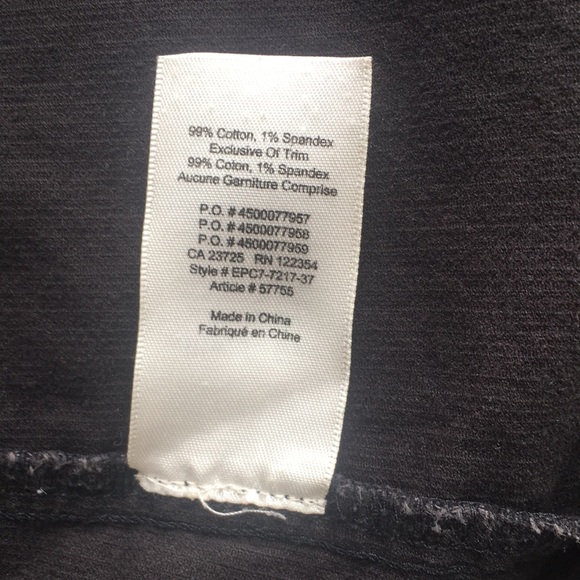 99% Cotton, 1% Spandex
Exclusive Of Trim
99% Coton, 1% Spandex
Aucune Garniture Comprise
P.O. # 4500077957
P.O. # 4500077958
P.O. # 4500077959
CA 23725 RN 122354
Style # EPC7-7217-37
Article # 57755
Made in China
Fabriqué en Chine